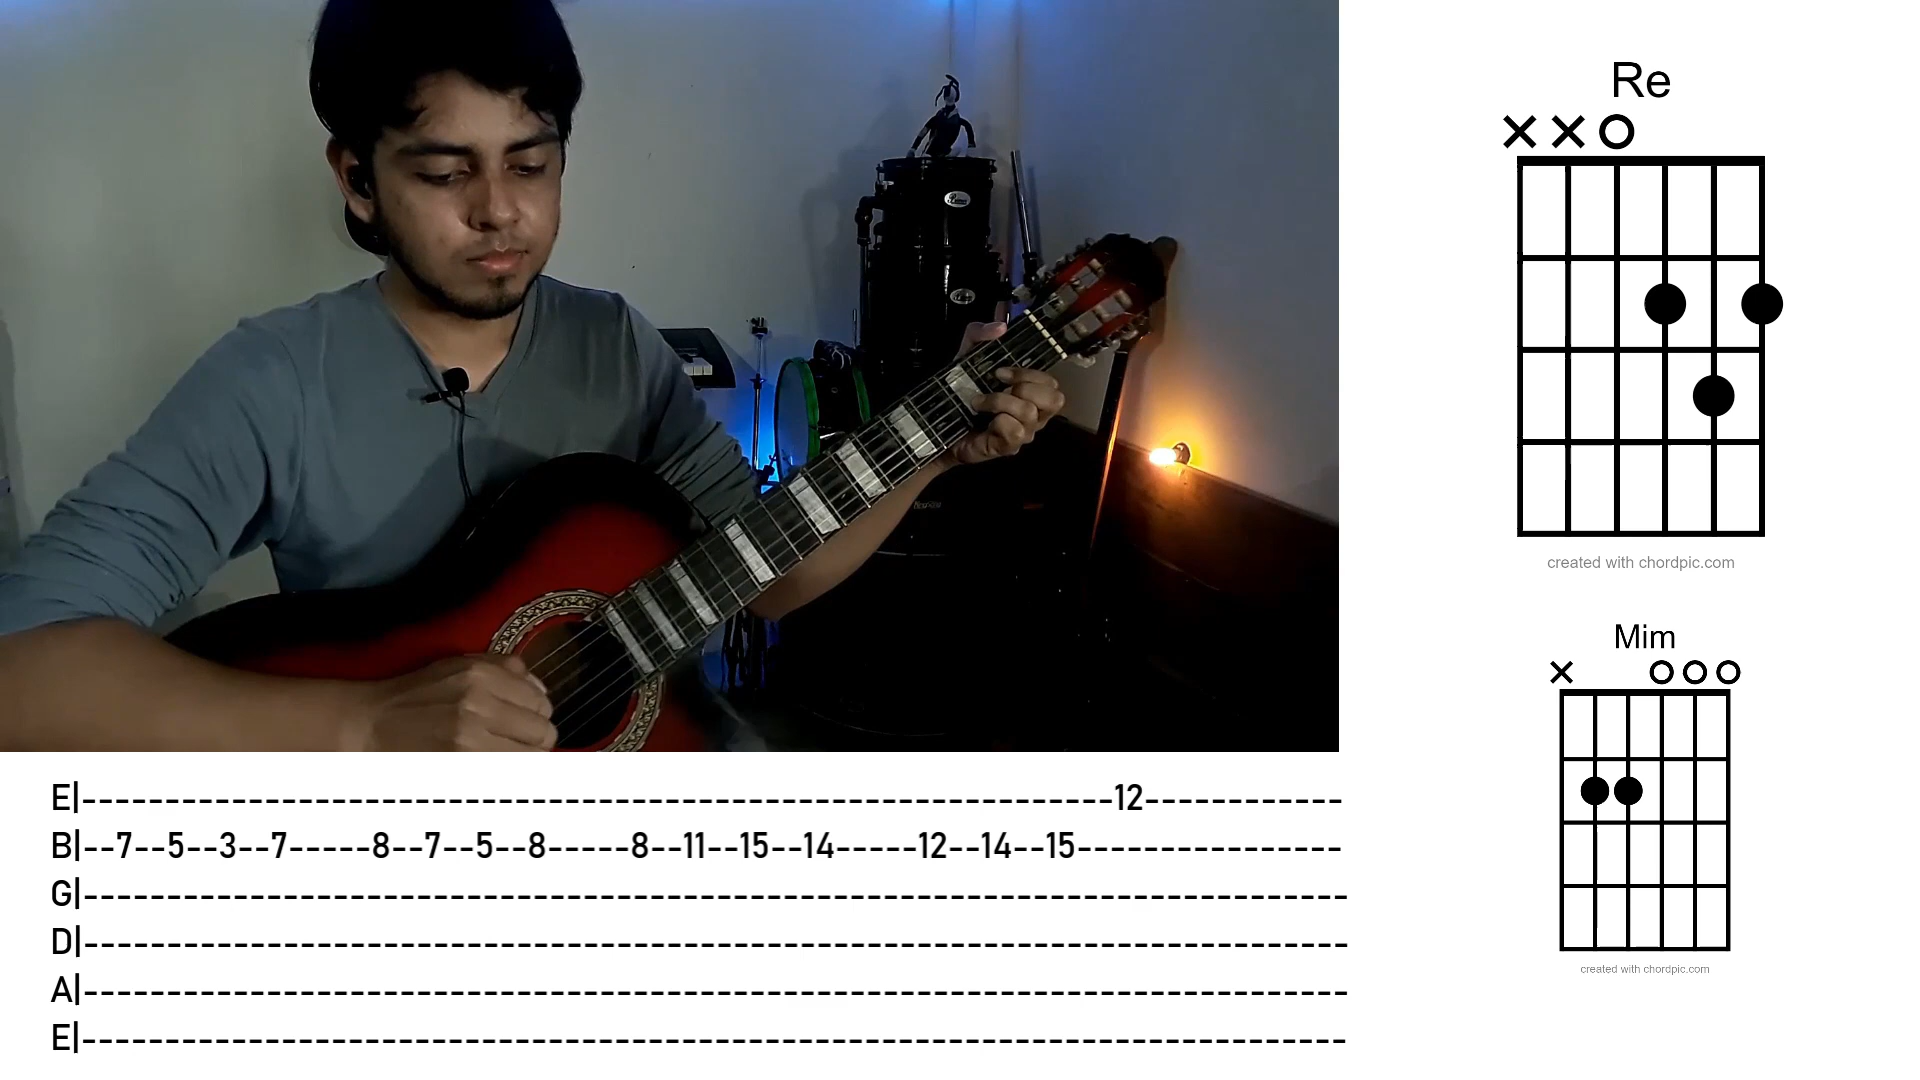 Re
created with chordpic.com
Mim
E|--------------------------------------------------------------12------------
B|--7--5--3--7-----8--7--5--8-----8--11--15--14-----12--14--15----------------
G|----------------------------------------------------------------------------
D|----------------------------------------------------------------------------
A|----------------------------------------------------------------------------
E|----------------------------------------------------------------------------
created with chordpic.com